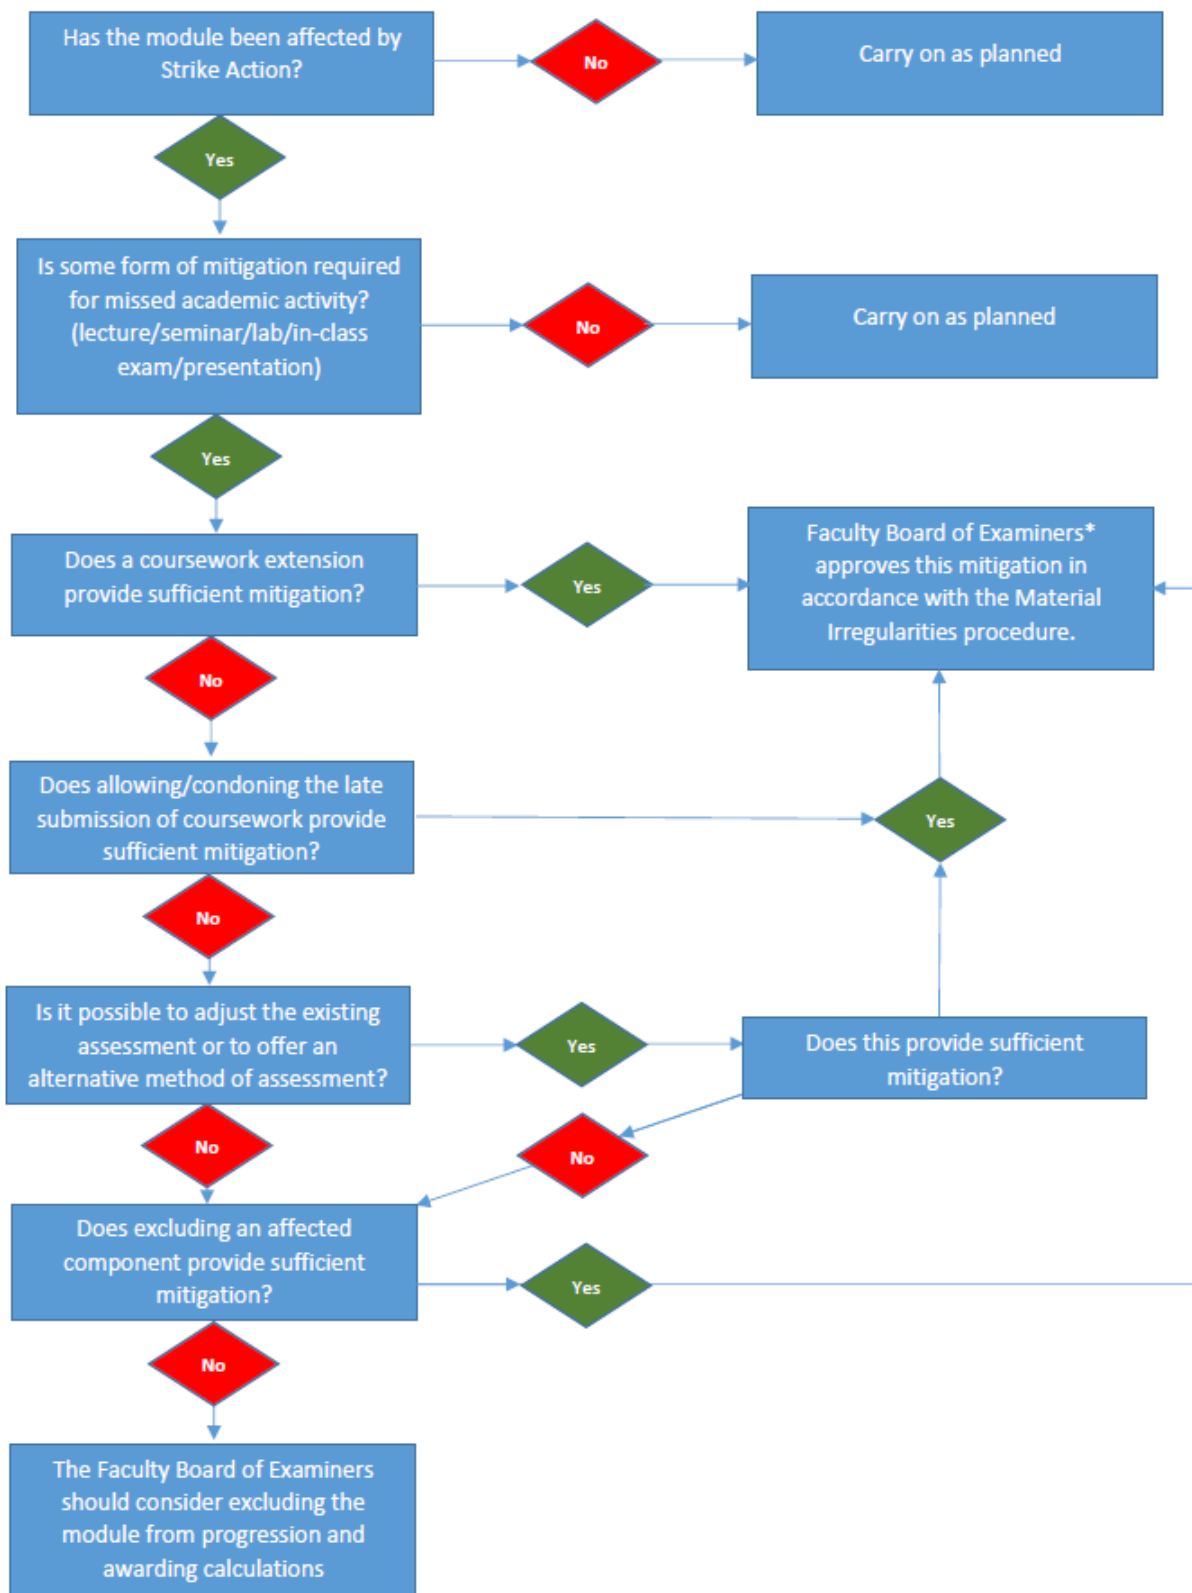 Has the module been affected by
Strike Action?
No
Carry on as planned
Yes
Is some form of mitigation required
for missed academic activity?
(lecture/seminar/lab/in-class
exam/presentation)
No
Carry on as planned
Yes
Does a coursework extension
provide sufficient mitigation?
Yes
Faculty Board of Examiners*
approves this mitigation in
accordance with the Material
Irregularities procedure.
No
Does allowing/condoning the late
submission of coursework provide
sufficient mitigation?
Yes
No
Is it possible to adjust the existing
assessment or to offer an
alternative method of assessment?
Yes
Does this provide sufficient
mitigation?
No
No
Does excluding an affected
component provide sufficient
mitigation?
Yes
No
The Faculty Board of Examiners
should consider excluding the
module from progression and
awarding calculations